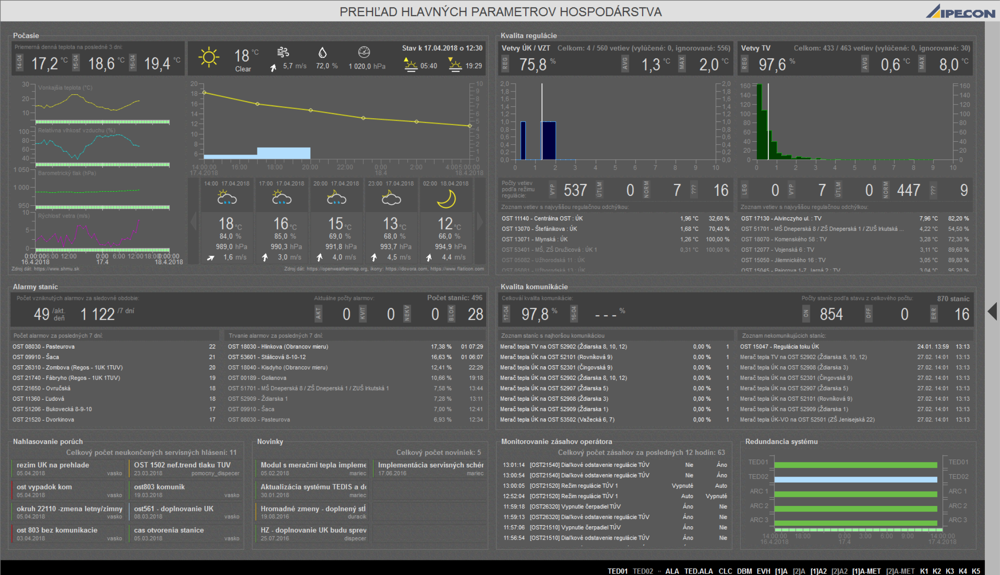 PREHĽAD HLAVNÝCH PARAMETROV HOSPODÁRSTVA
IPECON
Počasie
Priemerná denná teplota na posledné 3 dni:
14-04 17,2 °C 15-04 18,6 °C 16-04 19,4 °C
18 °C
Clear
5,7 m/s 72,0 % 1 020,0 hPa
Stav k 17.04.2018 o 12:30
05:40 19:29
Vonkajšia teplota (°C)
30
20
10
Relatívna vlhkosť vzduchu (%)
100
80
60
40
Barometrický tlak (hPa)
1 050
1 000
950
Rýchlosť vetra (m/s)
10
5
0
0:00:00 6:00 12:00 0:00 6:00 12:00 18:00 0:00:00
16.4.2018 17.4 18.4.2018
Zdroj dát: https://www.shmu.sk
20
18
16
14
12
10
8
6
10
9
8
7
6
5
4
3
2
1
0
14:00:00 16:00 18:00 20:00 22:00 0:00 2:00 4:00 5:00:00
17.4.2018 18.4 18.4.2018
14:00 17.04.2018 17:00 17.04.2018 20:00 17.04.2018 23:00 17.04.2018 02:00 18.04.2018
18 °C 16 °C 15 °C 13 °C 12 °C
84,0 % 85,0 % 69,0 % 68,0 % 66,0 %
989,0 hPa 990,3 hPa 991,8 hPa 993,7 hPa 994,9 hPa
1,6 m/s 3,0 m/s 4,0 m/s 4,5 m/s 4,4 m/s
Zdroj dát: https://openweathermap.org, ikony: https://dovora.com, https://www.flaticon.com
Kvalita regulácie
Vetvy ÚK / VZT Celkom: 4 / 560 vetiev (vylúčené: 0, ignorované: 556)
REG 75,8 % AVG 1,3 °C MAX 2,0 °C
2,0 2,0
1,8 1,8
1,6 1,6
1,4 1,4
1,2 1,2
1,0 1,0
0,8 0,8
0,6 0,6
0,4 0,4
0,2 0,2
0,0 0,0
0 1 2 3 4 5 6 7 8 9 10
Počty vetiev
podľa režimu
regulácie:
VYP 537 ÚTLM 0 NORM 7 ??? 16
Zoznam vetiev s najvyššou regulačnou odchýlkou:
OST 11140 - Centrálna OST : ÚK 1,96 °C 32,60 %
OST 13070 - Štefánikova : ÚK 1,68 °C 70,40 %
OST 13071 - Mlynská : ÚK 1,26 °C 100,00 %
OST 53401 - MŠ, ZŠ Družicová : ÚK 1 0,31 °C 100,00 %
OST 05082 - Užhorodská 11 : ÚK
OST 05081 - Užhorodská 13 : ÚK
Vetvy TV Celkom: 433 / 463 vetiev (vylúčené: 0, ignorované: 30)
REG 97,6 % AVG 0,6 °C MAX 8,0 °C
160 160
140 140
120 120
100 100
80 80
60 60
40 40
20 20
0 0
0 1 2 3 4 5 6 7 8 9 10
LEG 0 VYP 7 ÚTLM 0 NORM 447 ??? 9
Zoznam vetiev s najvyššou regulačnou odchýlkou:
OST 17130 - Alvinczyho ul. : TV 7,96 °C 82,20 %
OST 51701 - MŠ Dneperská 8 / ZŠ Dneperská 1 / ZUŠ Irkutská ... 4,22 °C 54,50 %
OST 18070 - Komenského 58 : TV 3,28 °C 72,30 %
OST 12077 - Vojenská 6 : TV 3,11 °C 89,60 %
OST 15050 - Jilemnického 16 : TV 3,05 °C 89,80 %
OST 15045 - Pajorova 1-7, Jarná 2 : TV 3,04 °C 95,20 %
Alarmy staníc
Počet vzniknutých alarmov za sledovné obdobie:
49 /akt. deň 1 122 /7 dní
Aktuálne počty alarmov: Počet staníc: 496
AKT 0 KVIT 0 NEKV 0 BLOK 28
Počet alarmov za posledných 7 dní:
OST 08030 - Pasteurova 22
OST 09910 - Šaca 21
OST 26310 - Zombova (Regos - 1UK 1TUV) 20
OST 21740 - Fábryho (Regos - 1UK 1TUV) 19
OST 21650 - Ovručská 18
OST 11360 - Ľudová 18
OST 51206 - Bukovecká 8-9-10 17
OST 21520 - Dvorkinova 17
Trvanie alarmov za posledných 7 dní:
OST 18030 - Hlinkova (Obrancov mieru) 17,38 % 01 07:29
OST 53601 - Stálicová 8-10-12 16,63 % 01 06:07
OST 18040 - Kisdyho (Obrancov mieru) 12,41 % 22:29
OST 00189 - Golianova 10,66 % 19:18
OST 51701 - MŠ Dneperská 8 / ZŠ Dneperská 1 / ZUŠ Irkutská 1 7,58 % 13:44
OST 52909 - Ždiarska 1 7,28 % 13:11
OST 09910 - Šaca 7,00 % 12:41
OST 08030 - Pasteurova 6,93 % 12:34
Kvalita komunikácie
Celkovái kvalita komunikácie:
17-04 97,8 % 16-04 - - - %
Počty staníc podľa stavu z celkového počtu: 870 staníc
ON 854 OFF 0 ERR 16
Zoznam staníc s najhoršou komunikáciou
Merač tepla TV na OST 52902 (Ždiarska 8, 10, 12) 0,00 % 1
Merač tepla ÚK na OST 52101 (Rovníková 9) 0,00 % 1
Merač tepla ÚK na OST 52301 (Čingovská 9) 0,00 % 1
Merač tepla ÚK na OST 52902 (Ždiarska 8, 10, 12) 0,00 % 1
Merač tepla ÚK na OST 52907 (Ždiarska 5) 0,00 % 1
Merač tepla ÚK na OST 52908 (Ždiarska 3) 0,00 % 1
Merač tepla ÚK na OST 52909 (Ždiarska 1) 0,00 % 1
Merač tepla ÚK na OST 53502 (Važecká 6, 7) 0,00 % 1
Zoznam nekomunikujúcich staníc:
OST 15047 - Regulácia toku ÚK 24.01. 13:59 13:13
Merač tepla TV na OST 52902 (Ždiarska 8, 10, 12) 27.02. 14:01 13:13
Merač tepla ÚK na OST 52908 (Ždiarska 3) 27.02. 14:01 13:13
Merač tepla ÚK na OST 52301 (Čingovská 9) 27.02. 14:01 13:13
Merač tepla ÚK na OST 52907 (Ždiarska 5) 27.02. 14:01 13:13
Merač tepla ÚK na OST 52101 (Rovníková 9) 27.02. 14:01 13:13
Merač tepla ÚK na OST 52909 (Ždiarska 1) 27.02. 14:01 13:13
Merač tepla ÚK-VO na OST 52501 (ZŠ Jenisejská 22) 27.02. 14:01 13:13
Nahlasovanie porúch
Celkový počet neukončených servisných hlásení: 11
rezim UK na prehlade
05.04.2018 vasko
OST 1502 nef.trend tlaku TUV
23.03.2018 pomocny_dispecer
ost vypadok kom
05.04.2018 vasko
ost803 komunik
19.03.2018 vasko
okruh 22110 -zmena letny/zimny
05.04.2018 vasko
ost561 - doplnovanie UK
08.03.2018 vasko
ost 803 bez komunikacie
03.04.2018 vasko
cas otvorenia stanice
05.03.2018 vasko
Novinky
Celkový počet noviniek: 5
Modul s meračmi tepla impleme
05.02.2018 mariec
Implementácia servisných schér
17.06.2016 mariec
Aktualizácia systému TEDIS a do
30.01.2018 mariec
Hromadné zmeny - doplnený stĺ
19.08.2016 duracik
HZ - doplnovanie UK budu sprev
25.07.2016 dispecer
Monitorovanie zásahov operátora
Celkový počet zásahov za posledných 12 hodín: 63
13:01:14 [OST21540] Diaľkové odstavenie regulácie TÚV Nie Áno
13:00:54 [OST21540] Diaľkové odstavenie regulácie TÚV Nie Áno
13:00:05 [OST21520] Režim regulácie TÚV 1 Vypnuté Auto
12:52:04 [OST21520] Režim regulácie TÚV 1 Auto Vypnuté
11:59:18 [OST26320] Vypnutie čerpadiel TÚV Áno Nie
11:59:13 [OST26320] Diaľkové odstavenie regulácie TÚV Áno Nie
11:57:06 [OST21510] Vypnutie čerpadiel TÚV Áno Nie
11:56:54 [OST21510] Diaľkové odstavenie regulácie TÚV Áno Nie
Redundancia systému
TED01 TED01
TED02 TED02
ARC 1 ARC 1
ARC 2 ARC 2
ARC 3 ARC 3
14:00:00 18:00 0:00 3:00 6:00 9:00 14:00:00
16.4.2018 17.4 17.4.2018
TED01 TED02 ALA TED.ALA CLC DBM EVH [1]A [2]A [1]A2 [2]A2 [1]A-MET [2]A-MET K1 K2 K3 K4 K5